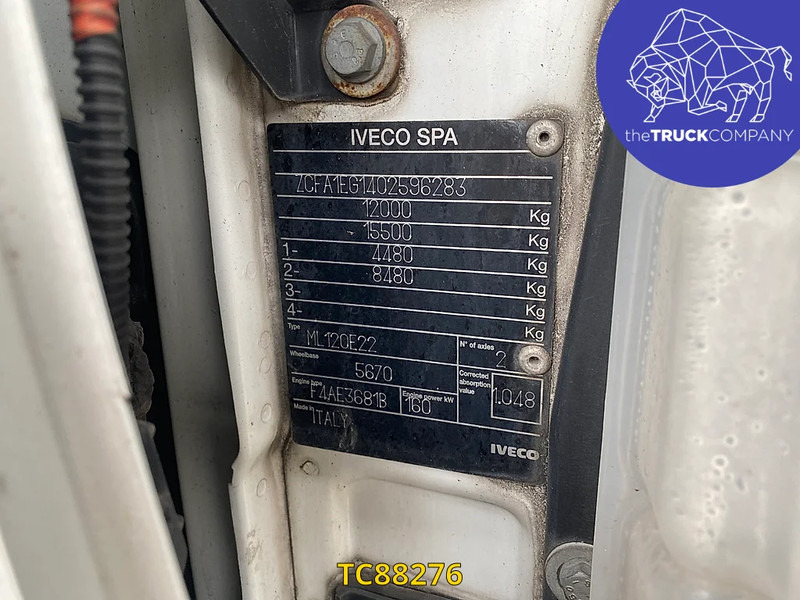 theTRUCKCOMPANY
IVECO SPA
ZCFA1EG1402596283
12000 Kg
15500 Kg
1- 4480 Kg
2- 8480 Kg
3- Kg
4- Kg
Type ML120E22 N° of axles 2
Wheelbase 5670 Corrected absorption value 1.048
Engine type F4AE3681B Engine power kW 160
Made in ITALY
IVECO
TC88276